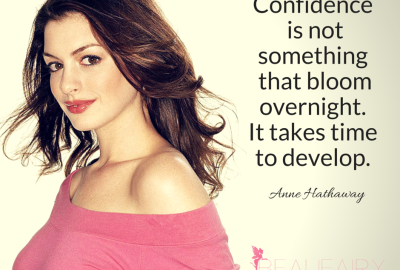 Confidence
is not
something
that bloom
overnight.
It takes time
to develop.
Anne Hathaway
BEAUFAIRY